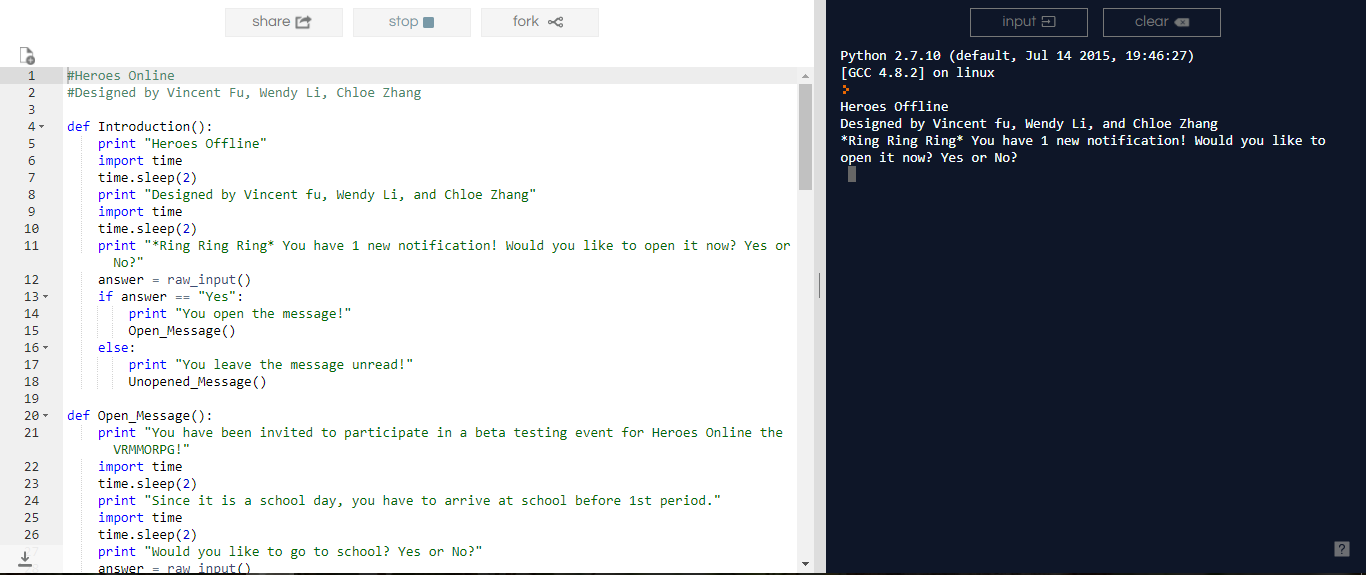 share
stop
fork
input
clear
1 #Heroes Online
2 #Designed by Vincent Fu, Wendy Li, Chloe Zhang
3
4 def Introduction():
5 print "Heroes Offline"
6 import time
7 time.sleep(2)
8 print "Designed by Vincent fu, Wendy Li, and Chloe Zhang"
9 import time
10 time.sleep(2)
11 print "*Ring Ring Ring* You have 1 new notification! Would you like to open it now? Yes or
No?"
12 answer = raw_input()
13 if answer == "Yes":
14 print "You open the message!"
15 Open_Message()
16 else:
17 print "You leave the message unread!"
18 Unopened_Message()
19
20 def Open_Message():
21 print "You have been invited to participate in a beta testing event for Heroes Online the
VRMMORPG!"
22 import time
23 time.sleep(2)
24 print "Since it is a school day, you have to arrive at school before 1st period."
25 import time
26 time.sleep(2)
27 print "Would you like to go to school? Yes or No?"
answer = raw_input()
Python 2.7.10 (default, Jul 14 2015, 19:46:27)
[GCC 4.8.2] on linux
Heroes Offline
Designed by Vincent fu, Wendy Li, and Chloe Zhang
*Ring Ring Ring* You have 1 new notification! Would you like to
open it now? Yes or No?
?